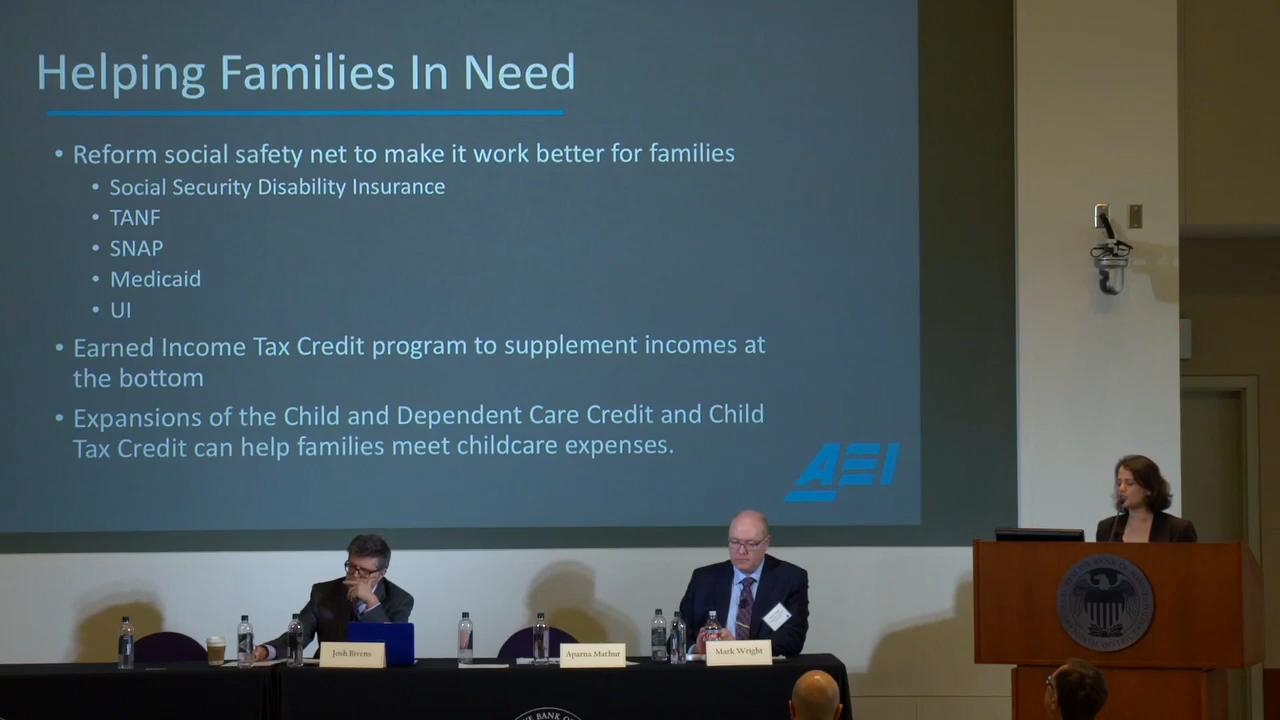 Helping Families In Need
• Reform social safety net to make it work better for families
• Social Security Disability Insurance
• TANF
• SNAP
• Medicaid
• UI
• Earned Income Tax Credit program to supplement incomes at
the bottom
• Expansions of the Child and Dependent Care Credit and Child
Tax Credit can help families meet childcare expenses.
AEI
Josh Bivens
Aparna Mathur
Mark Wright
BANK